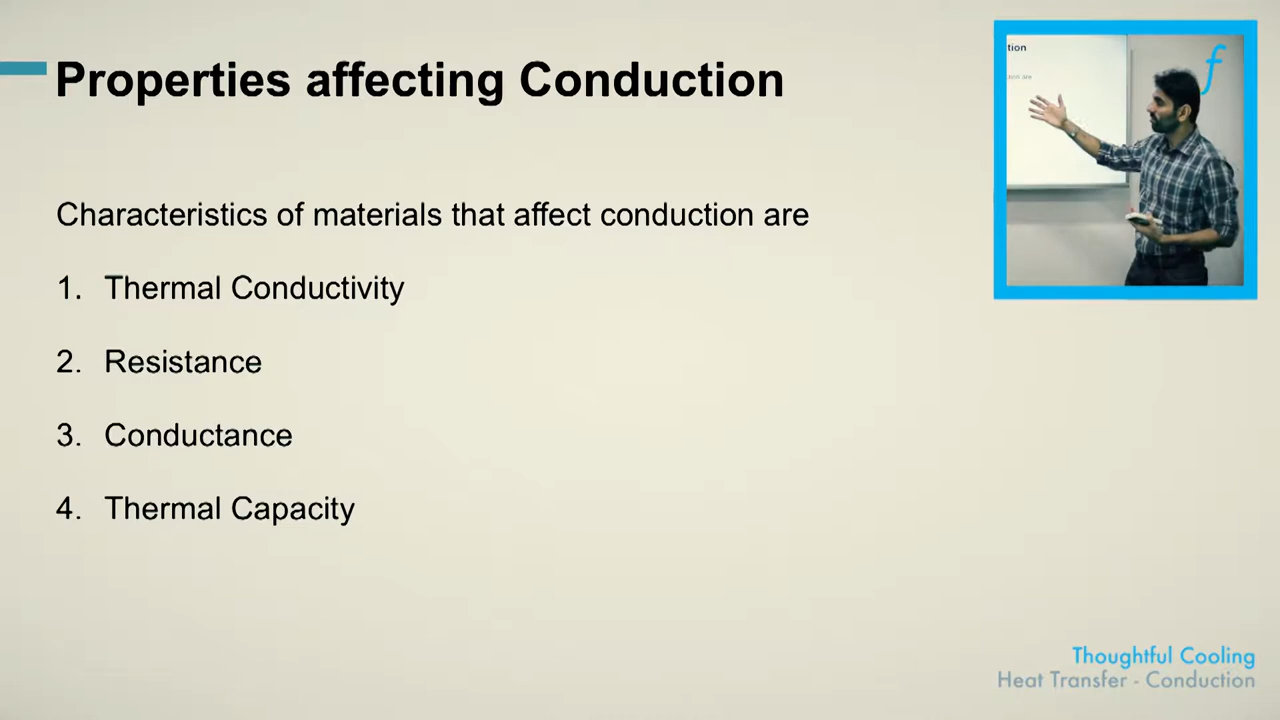 Properties affecting Conduction
tion
Characteristics of materials that affect conduction are
1. Thermal Conductivity
2. Resistance
3. Conductance
4. Thermal Capacity
f
Thoughtful Cooling
Heat Transfer - Conduction